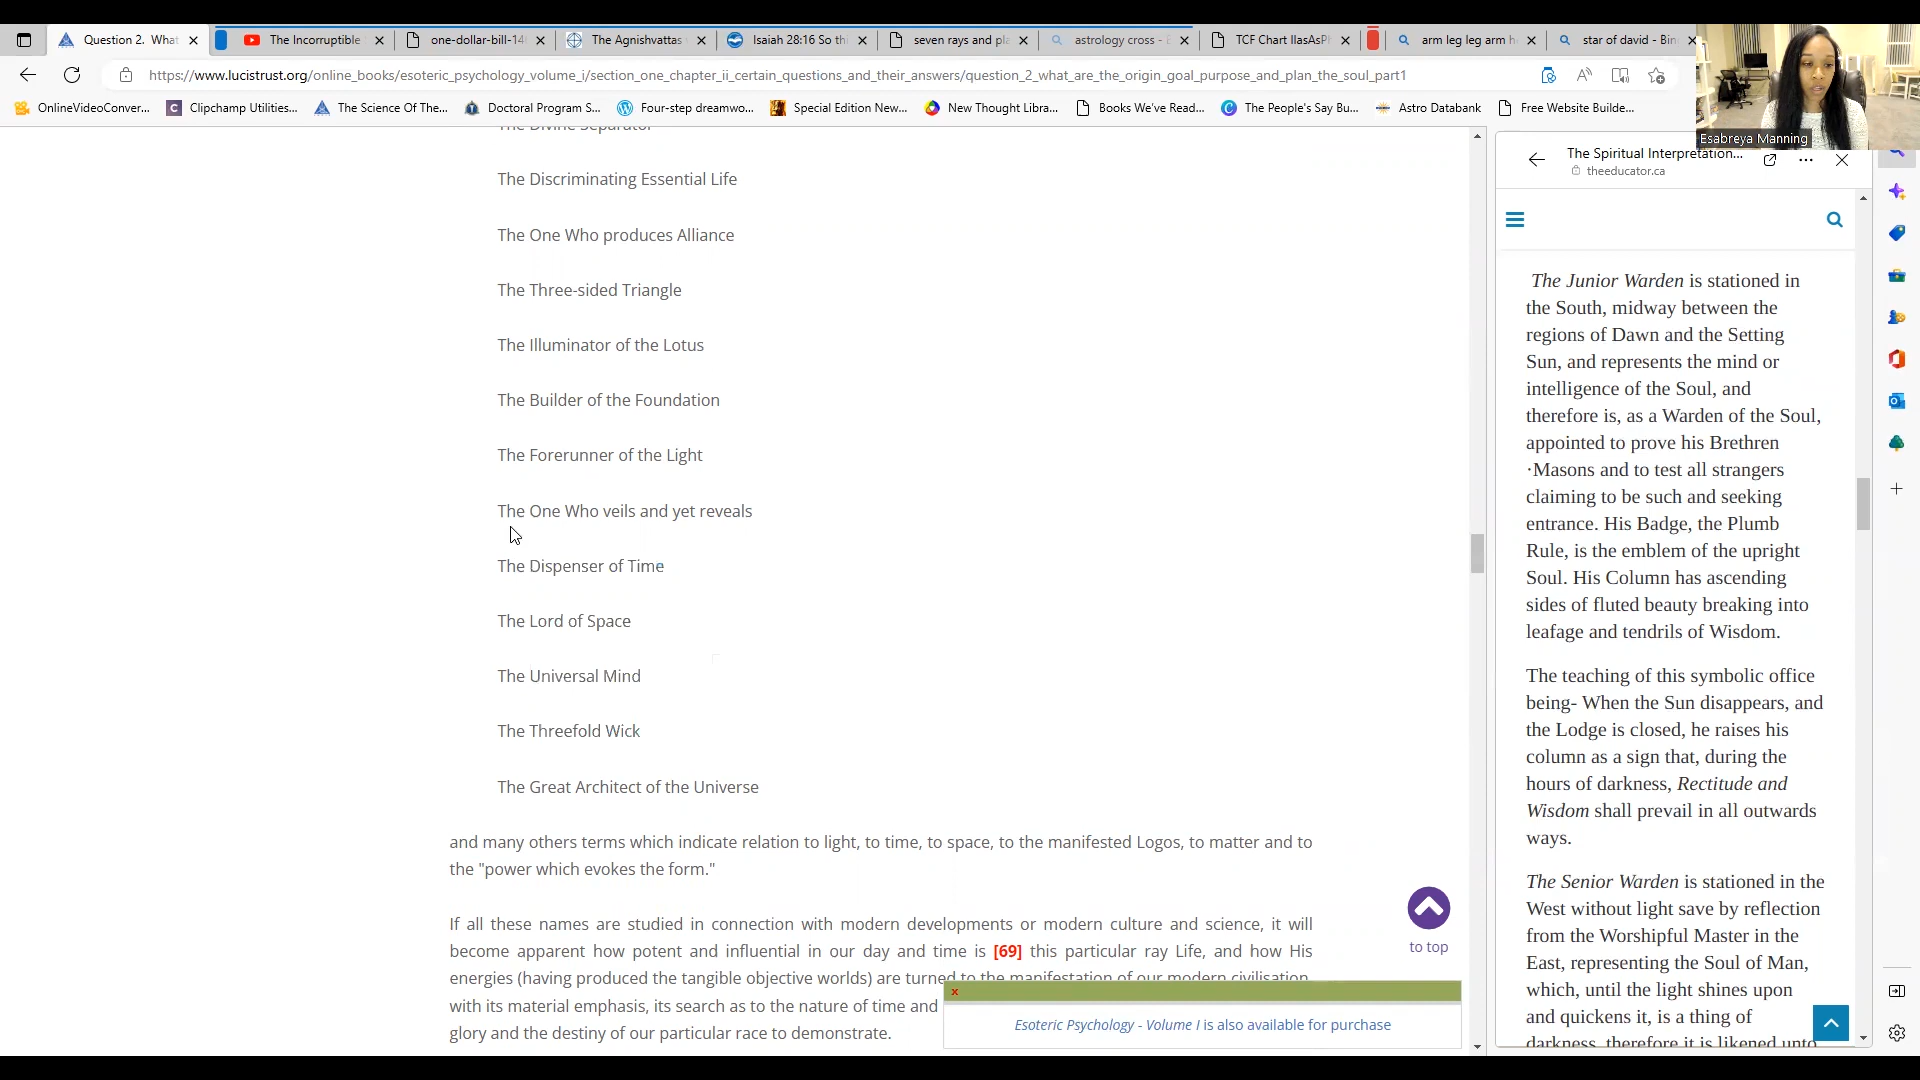 Question 2. What
The Incorruptible
one-dollar-bill-14
The Agnishvattas
Isaiah 28:16 So th
seven rays and pla
astrology cross - B
TCF Chart IlasAsPl
arm leg leg arm h
star of david - Bin
https://www.lucistrust.org/online_books/esoteric_psychology_volume_i/section_one_chapter_ii_certain_questions_and_their_answers/question_2_what_are_the_origin_goal_purpose_and_plan_the_soul_part1
OnlineVideoConver... Clipchamp Utilities... The Science Of The... Doctoral Program S... Four-step dreamwo... Special Edition New... New Thought Libra... Books We've Read... The People's Say Bu... Astro Databank Free Website Builde...
Esabreya Manning
The Divine Separator
The Discriminating Essential Life
The One Who produces Alliance
The Three-sided Triangle
The Illuminator of the Lotus
The Builder of the Foundation
The Forerunner of the Light
The One Who veils and yet reveals
The Dispenser of Time
The Lord of Space
The Universal Mind
The Threefold Wick
The Great Architect of the Universe
and many others terms which indicate relation to light, to time, to space, to the manifested Logos, to matter and to
the "power which evokes the form."
If all these names are studied in connection with modern developments or modern culture and science, it will
become apparent how potent and influential in our day and time is [69] this particular ray Life, and how His
energies (having produced the tangible objective worlds) are turned to the manifestation of our modern civilisation,
with its material emphasis, its search as to the nature of time and
glory and the destiny of our particular race to demonstrate.
to top
x
Esoteric Psychology - Volume I is also available for purchase
The Spiritual Interpretation...
theeducator.ca
The Junior Warden is stationed in
the South, midway between the
regions of Dawn and the Setting
Sun, and represents the mind or
intelligence of the Soul, and
therefore is, as a Warden of the Soul,
appointed to prove his Brethren
·Masons and to test all strangers
claiming to be such and seeking
entrance. His Badge, the Plumb
Rule, is the emblem of the upright
Soul. His Column has ascending
sides of fluted beauty breaking into
leafage and tendrils of Wisdom.
The teaching of this symbolic office
being- When the Sun disappears, and
the Lodge is closed, he raises his
column as a sign that, during the
hours of darkness, Rectitude and
Wisdom shall prevail in all outwards
ways.
The Senior Warden is stationed in the
West without light save by reflection
from the Worshipful Master in the
East, representing the Soul of Man,
which, until the light shines upon
and quickens it, is a thing of
darkness, therefore it is likened unto